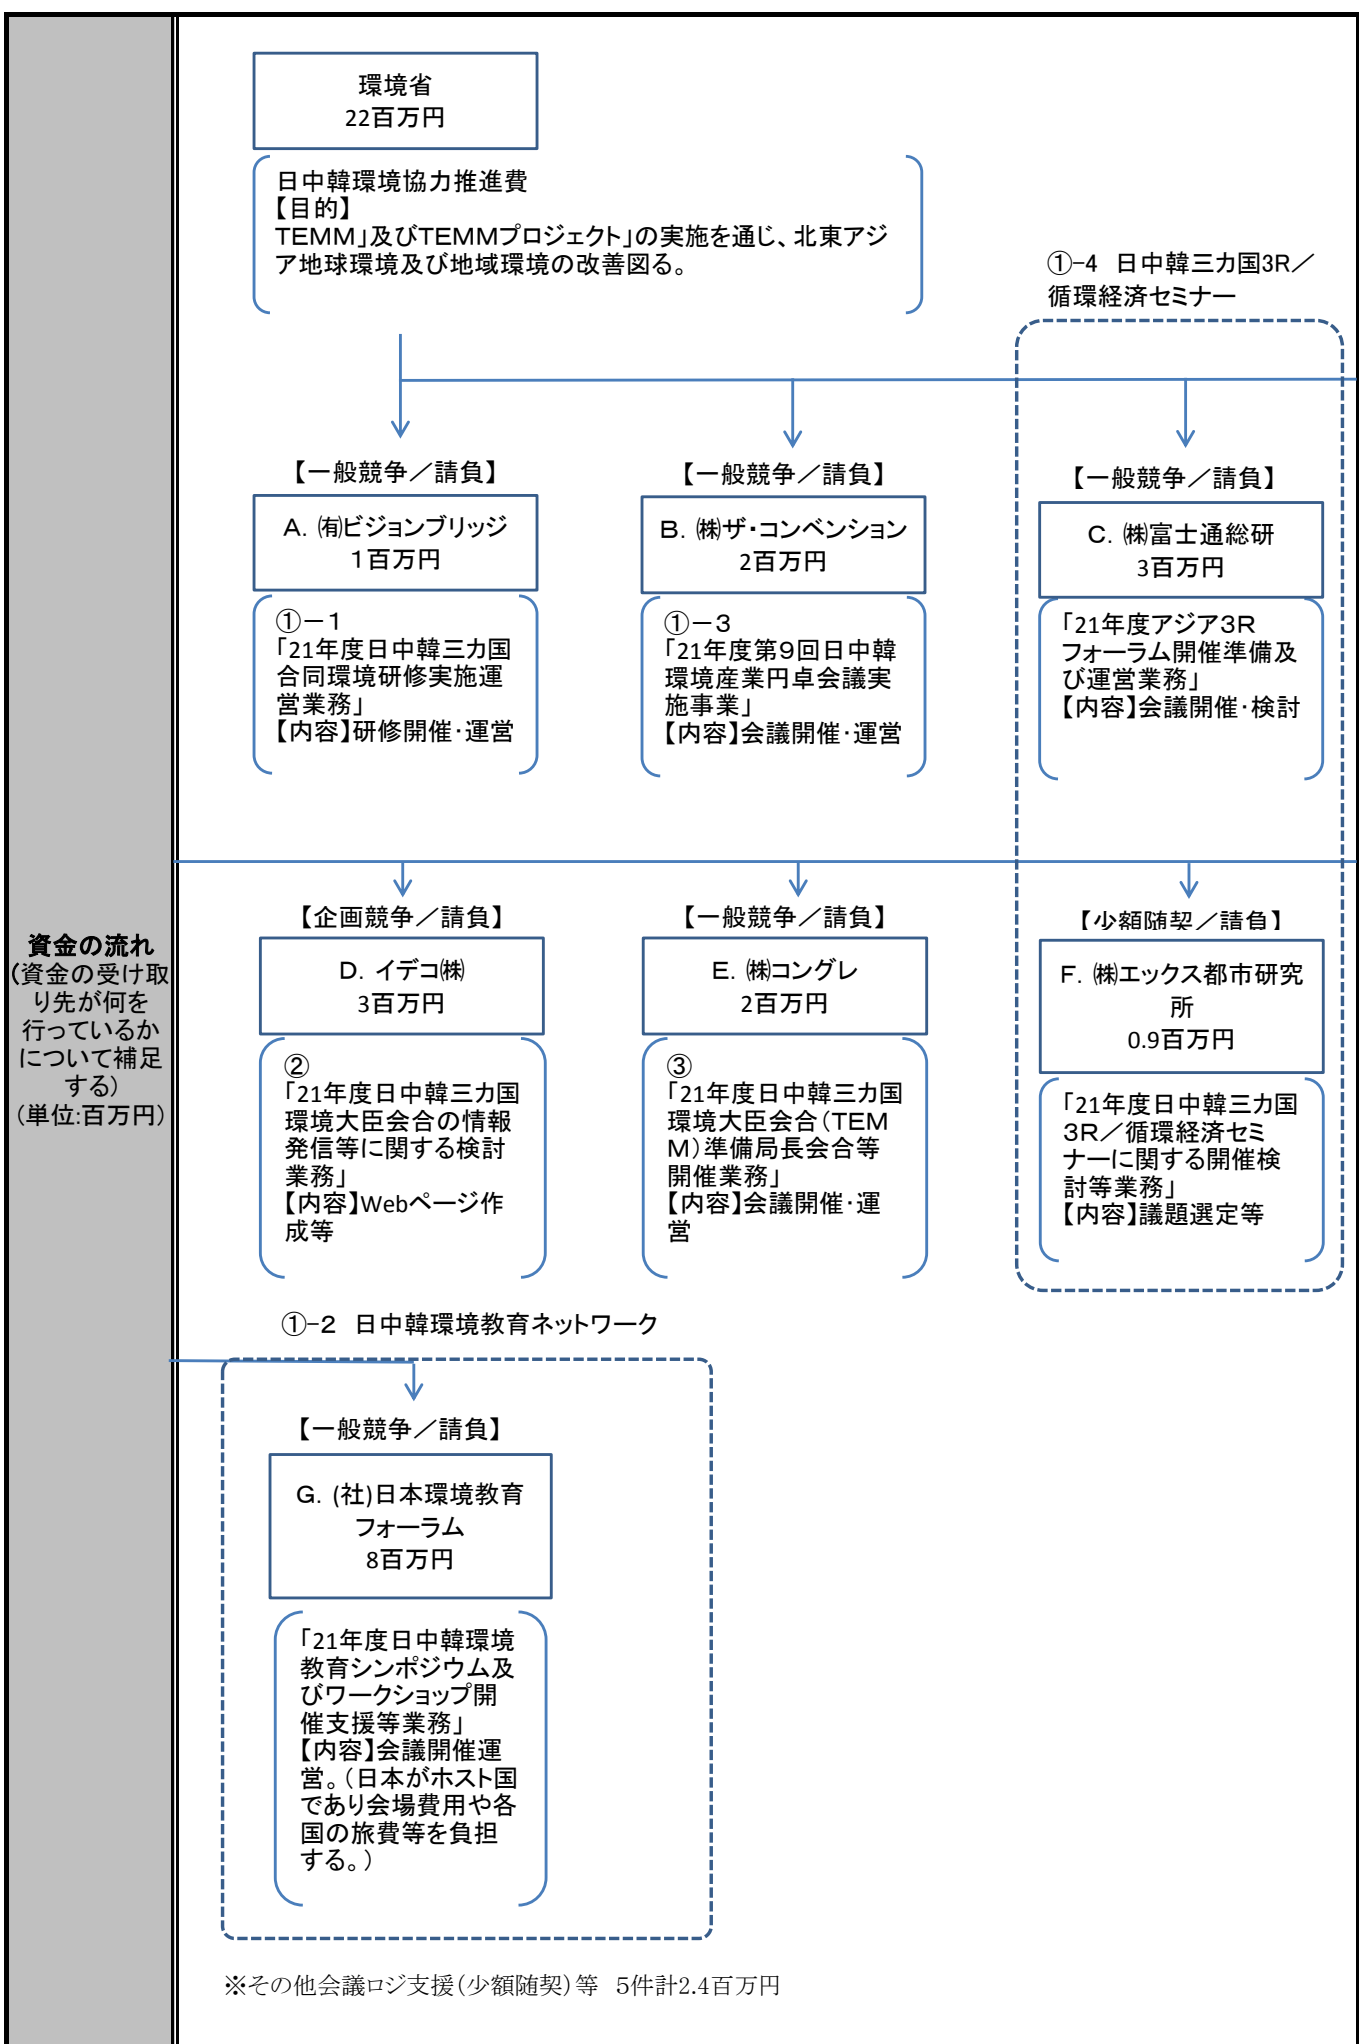 資金の流れ
(資金の受け取
り先が何を
行っているか
について補足
する)
(単位:百万円)
環境省
22百万円
日中韓環境協力推進費
【目的】
TEMM」及びTEMMプロジェクト」の実施を通じ、北東アジ
ア地球環境及び地域環境の改善図る。
①-4 日中韓三カ国3R／
循環経済セミナー
【一般競争／請負】
A. ㈲ビジョンブリッジ
１百万円
①－１
「21年度日中韓三カ国
合同環境研修実施運
営業務」
【内容】研修開催・運営
【一般競争／請負】
B. ㈱ザ・コンベンション
2百万円
①－３
「21年度第９回日中韓
環境産業円卓会議実
施事業」
【内容】会議開催・運営
【一般競争／請負】
C. ㈱富士通総研
3百万円
「21年度アジア３Ｒ
フォーラム開催準備及
び運営業務」
【内容】会議開催・検討
【企画競争／請負】
D. イデコ㈱
3百万円
②
「21年度日中韓三カ国
環境大臣会合の情報
発信等に関する検討
業務」
【内容】Webページ作
成等
【一般競争／請負】
E. ㈱コングレ
2百万円
③
「21年度日中韓三カ国
環境大臣会合（TEM
M）準備局長会合等
開催業務」
【内容】会議開催・運
営
【少額随契／請負】
F. ㈱エックス都市研究
所
0.9百万円
「21年度日中韓三カ国
３R／循環経済セミ
ナーに関する開催検
討等業務」
【内容】議題選定等
①-２ 日中韓環境教育ネットワーク
【一般競争／請負】
G. (社)日本環境教育
フォーラム
8百万円
「21年度日中韓環境
教育シンポジウム及
びワークショップ開
催支援等業務」
【内容】会議開催運
営。（日本がホスト国
であり会場費用や各
国の旅費等を負担
する。）
※その他会議ロジ支援（少額随契）等 5件計2.4百万円